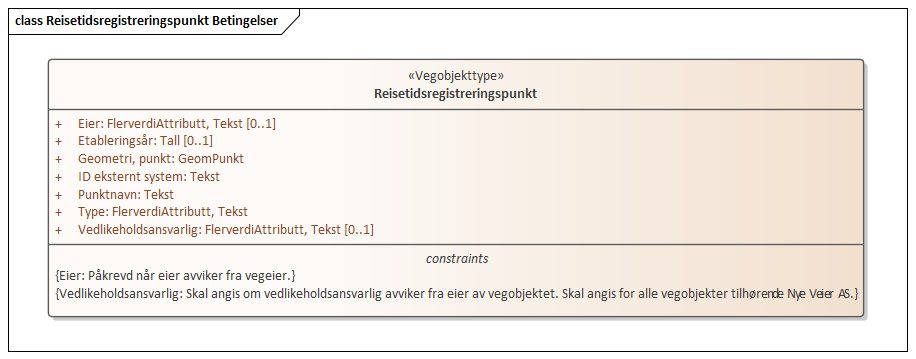 class Reisetidsregistreringspunkt Betingelser
«Vegobjekttype»
Reisetidsregistreringspunkt
+ Eier: FlerverdiAttributt, Tekst [0..1]
+ Etableringsår: Tall [0..1]
+ Geometri, punkt: GeomPunkt
+ ID eksternt system: Tekst
+ Punktnavn: Tekst
+ Type: FlerverdiAttributt, Tekst
+ Vedlikeholdsansvarlig: FlerverdiAttributt, Tekst [0..1]
constraints
{Eier: Påkrevd når eier avviker fra vegeier.}
{Vedlikeholdsansvarlig: Skal angis om vedlikeholdsansvarlig avviker fra eier av vegobjektet. Skal angis for alle vegobjekter tilhørende Nye Veier AS.}